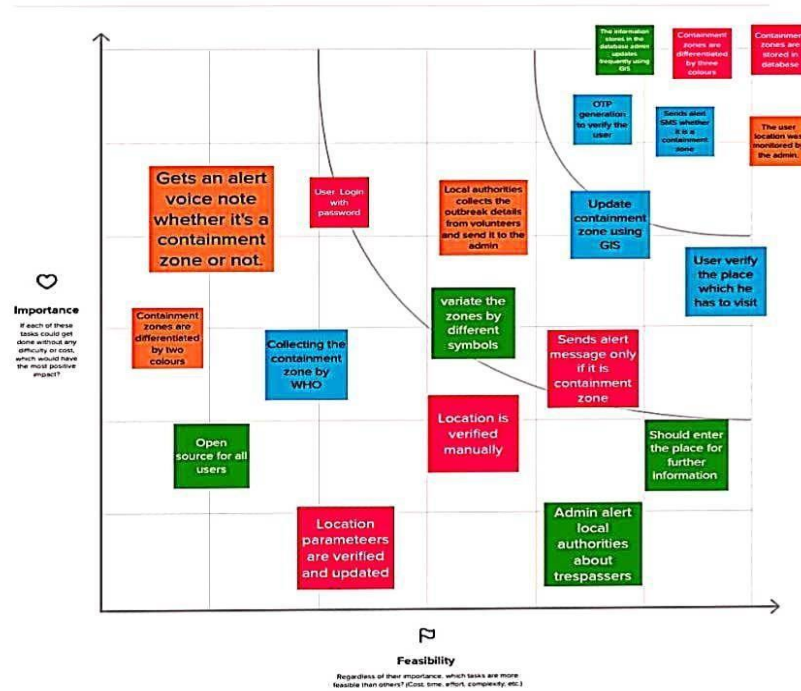 The information
stores in the
database admin
updates
frequently using
GIS
Containment
zones are
differentiated
by three
colours
Containment
zones are
stored in
database
OTP
generation
to verify the
user
Sends alert
SMS whether it
is a
containment
zone
The user
location was
monitored by
the admin.
Gets an alert
voice note
whether it's a
containment
zone or not.
User Login
with
password
Local authorities
collects the
outbreak details
from volunteers
and send it to the
admin
Update
containment
zone using
GIS
User verify
the place
which he
has to visit
Importance
If each of these
tasks could get
done without any
difficulty or cost,
which would have
the most positive
impact?
Containment
zones are
differentiated
by two
colours
Collecting the
containment
zone by
WHO
variate the
zones by
different
symbols
Sends alert
message only
if it is
containment
zone
Open
source for all
users
Location is
verified
manually
Should enter
the place for
further
information
Location
parameteers
are verified
and updated
Admin alert
local
authorities
about
trespassers
Feasibility
Regardless of their importance, which tasks are more
feasible than others? (Cost, time, effort, complexity, etc.)